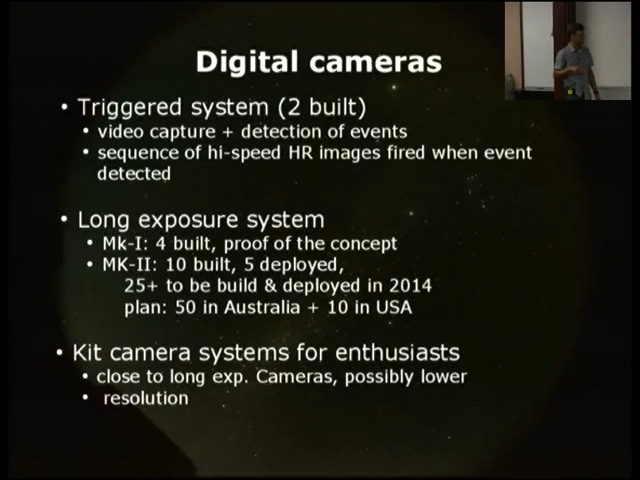 Digital cameras
• Triggered system (2 built)
• video capture + detection of events
• sequence of hi-speed HR images fired when event
detected
• Long exposure system
• Mk-I: 4 built, proof of the concept
• MK-II: 10 built, 5 deployed,
25+ to be build & deployed in 2014
plan: 50 in Australia + 10 in USA
• Kit camera systems for enthusiasts
• close to long exp. Cameras, possibly lower
• resolution